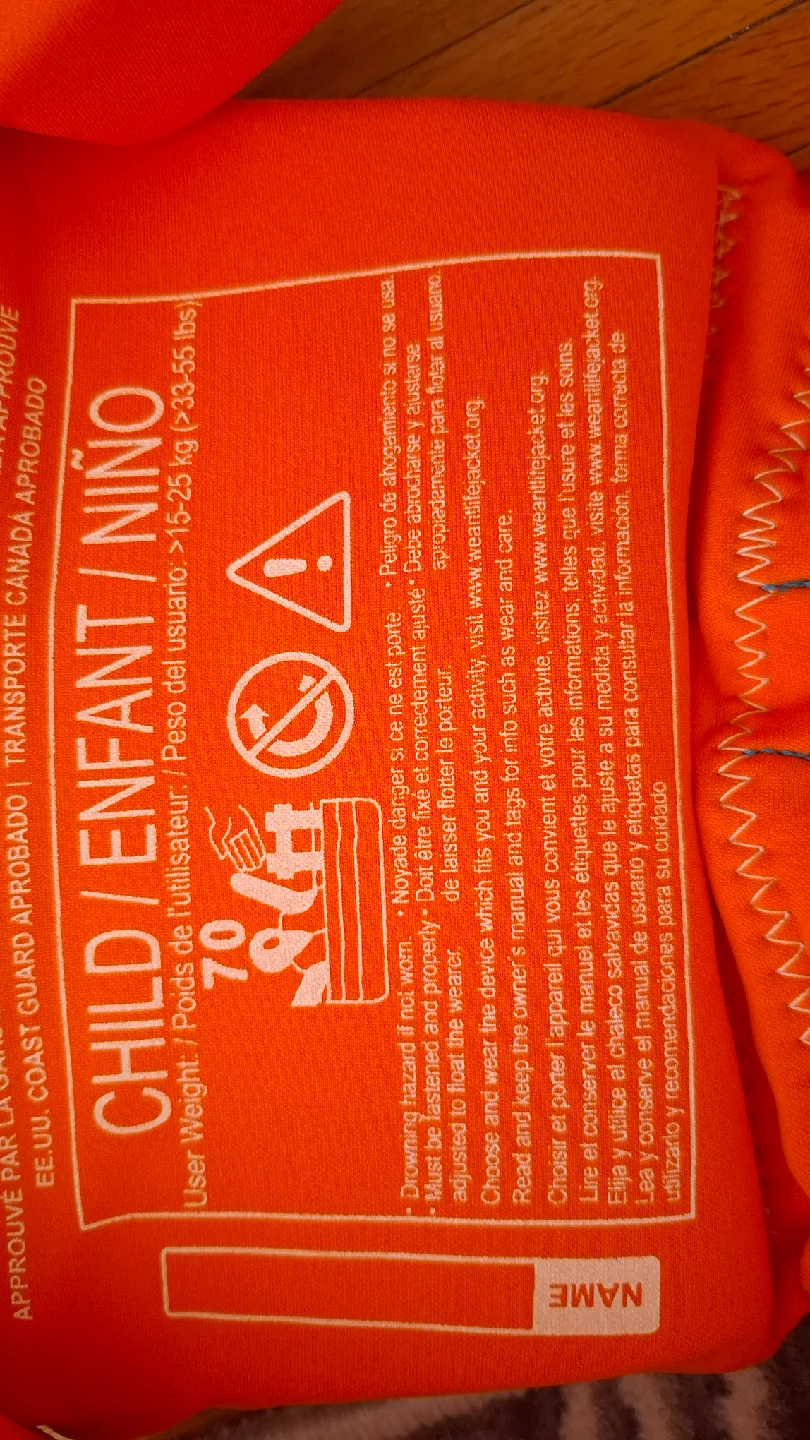 APPROUVÉ PAR LA
APPROUVÉ
EE.UU. COAST GUARD APROBADO | TRANSPORTE CANADA APROBADO
CHILD / ENFANT / NIÑO
User Weight: / Poids de l'utilisateur: / Peso del usuario: >15-25 kg (>33-55 lbs)
70
• Drowning hazard if not worn.
• Must be fastened and properly
adjusted to float the wearer
• Noyade danger si ce ne est porte
• Doit être fixé et correctement ajusté
de laisser flotter le porteur.
• Peligro de ahogamiento si no se usa.
• Debe abrocharse y ajustarse
apropiadamente para flotar al usuario.
Choose and wear the device which fits you and your activity, visit www.wearitlifejacket.org.
Read and keep the owner's manual and tags for info such as wear and care.
Choisir et porter l'appareil qui vous convient et votre activité, visitez www.wearitlifejacket.org.
Lire et conserver le manuel et les étiquettes pour les informations, telles que l'usure et les soins.
Elija y utilice el chaleco salvavidas que le ajuste a su medida y actividad, visite www.wearitlifejacket.org.
Lea y conserve el manual de usuario y etiquetas para consultar la información, forma correcta de
utilizarlo y recomendaciones para su cuidado
NAME